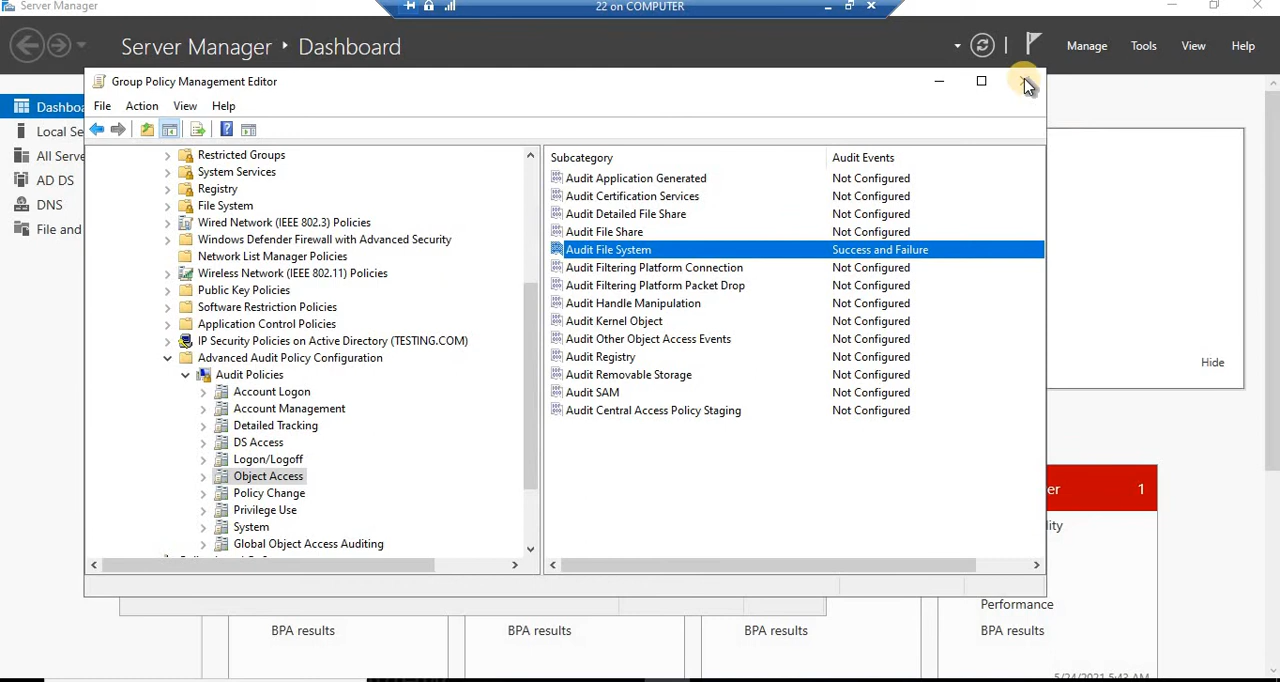 Server Manager
22 on COMPUTER
Server Manager ‣ Dashboard
Manage Tools View Help
Group Policy Management Editor
File Action View Help
Local Se
All Serve
AD DS
DNS
File and
Restricted Groups
System Services
Registry
File System
Wired Network (IEEE 802.3) Policies
Windows Defender Firewall with Advanced Security
Network List Manager Policies
Wireless Network (IEEE 802.11) Policies
Public Key Policies
Software Restriction Policies
Application Control Policies
IP Security Policies on Active Directory (TESTING.COM)
Advanced Audit Policy Configuration
Audit Policies
Account Logon
Account Management
Detailed Tracking
DS Access
Logon/Logoff
Object Access
Policy Change
Privilege Use
System
Global Object Access Auditing
Subcategory Audit Events
Audit Application Generated Not Configured
Audit Certification Services Not Configured
Audit Detailed File Share Not Configured
Audit File Share Not Configured
Audit File System Success and Failure
Audit Filtering Platform Connection Not Configured
Audit Filtering Platform Packet Drop Not Configured
Audit Handle Manipulation Not Configured
Audit Kernel Object Not Configured
Audit Other Object Access Events Not Configured
Audit Registry Not Configured
Audit Removable Storage Not Configured
Audit SAM Not Configured
Audit Central Access Policy Staging Not Configured
Hide
er 1
ility
Performance
BPA results BPA results BPA results BPA results
5/24/2021 5:43 AM